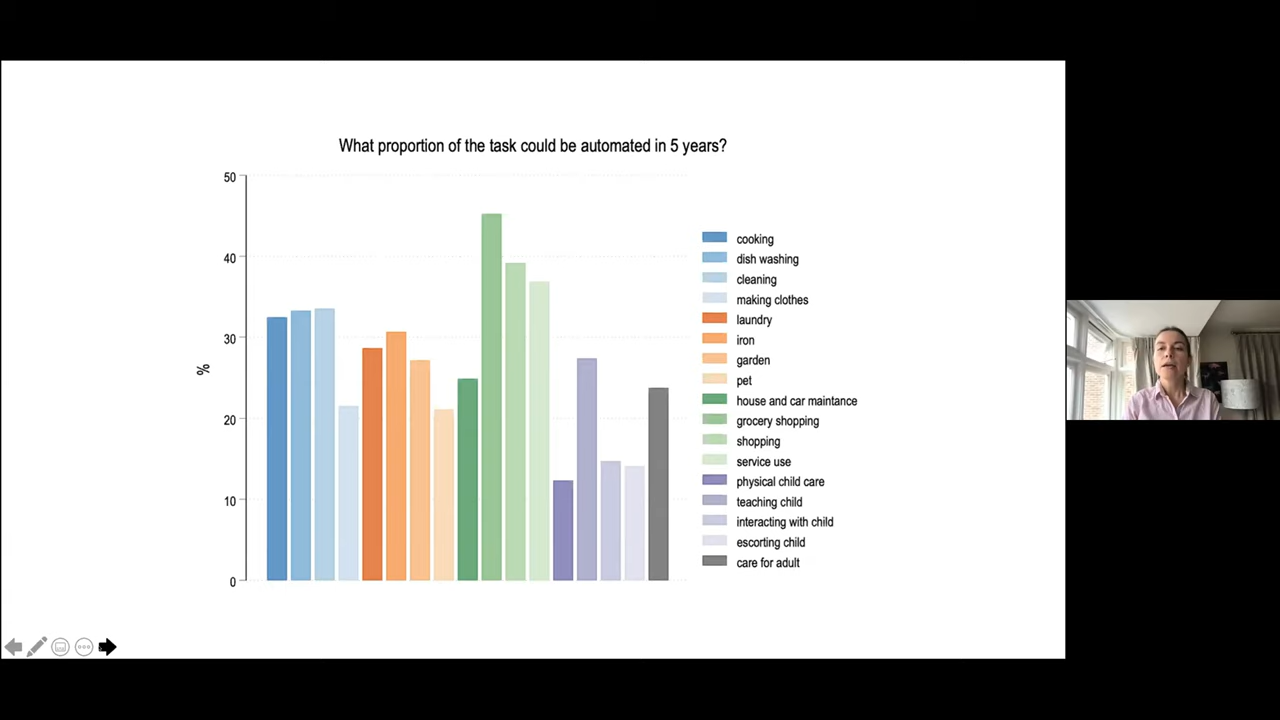 What proportion of the task could be automated in 5 years?
50
40
30
20
10
0
%
cooking
dish washing
cleaning
making clothes
laundry
iron
garden
pet
house and car maintance
grocery shopping
shopping
service use
physical child care
teaching child
interacting with child
escorting child
care for adult